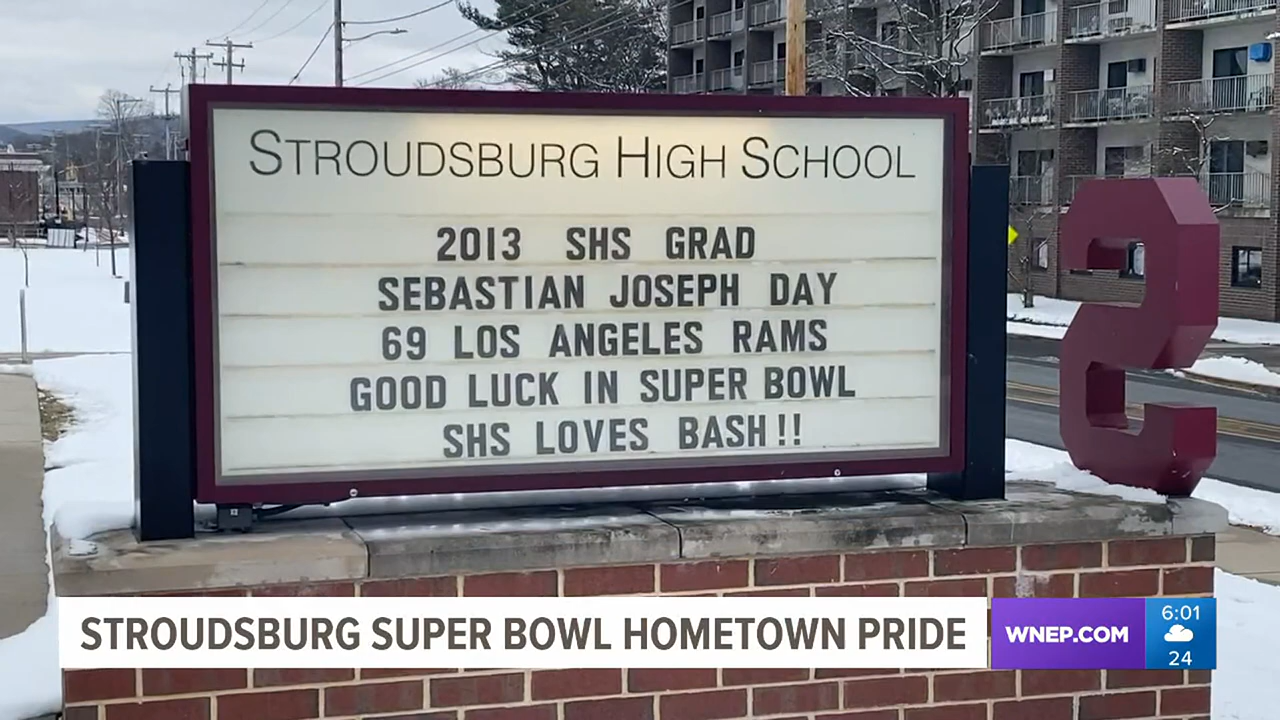 STROUDSBURG HIGH SCHOOL
2013 SHS GRAD
SEBASTIAN JOSEPH DAY
69 LOS ANGELES RAMS
GOOD LUCK IN SUPER BOWL
SHS LOVES BASH!!
S
STROUDSBURG SUPER BOWL HOMETOWN PRIDE
WNEP.COM
6:01
24